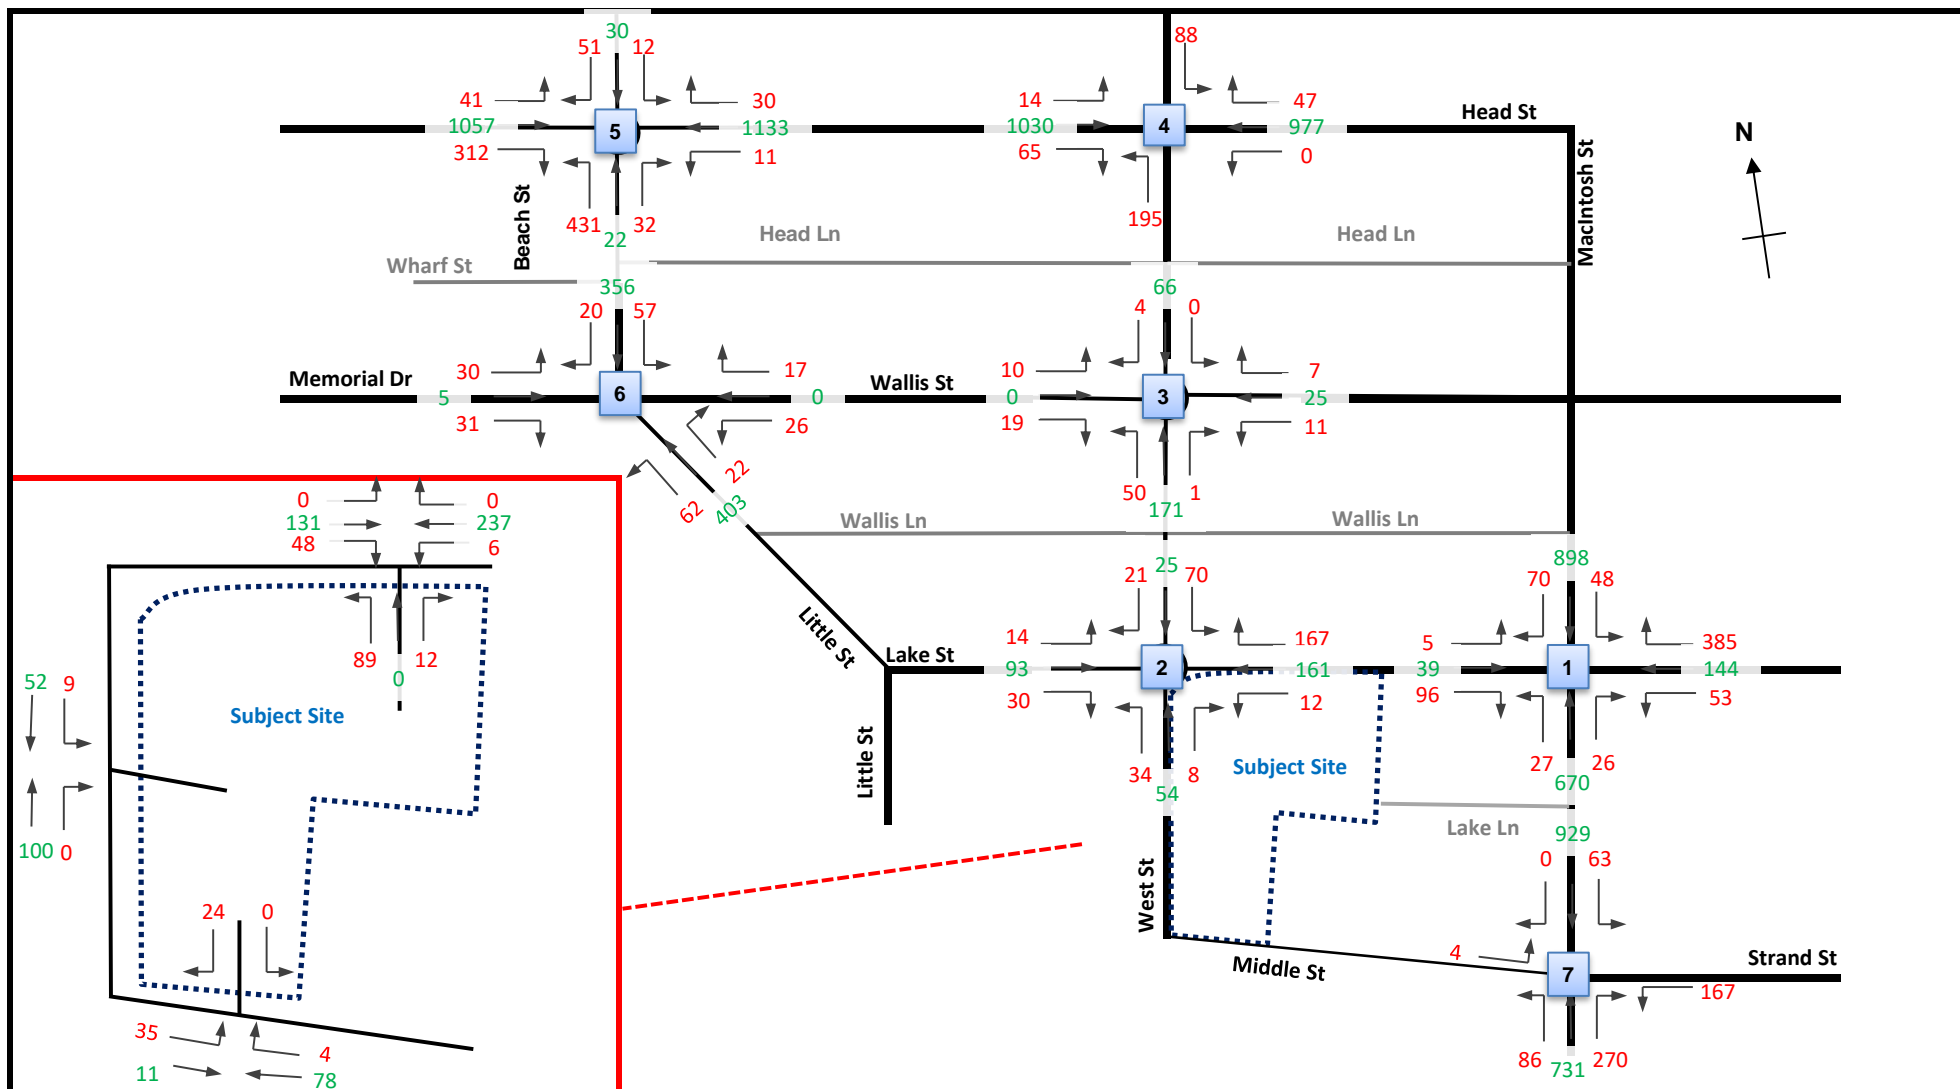 30
51 12
88
41 30
14 47
Head St
1057 5 1133
1030 4 977
N
312 11
65 0
MacIntosh St
Beach St
431 32
22
195
Head Ln
Head Ln
Wharf St
356
66
20 57
4 0
Memorial Dr
30 17
Wallis St
10 7
5 6 0
0 3 25
31 26
19 11
22
62 403
50 1
171
Wallis Ln
Wallis Ln
0 0
131 237
48 6
25
21 70
898
70 48
Little St
Lake St
14 167
5 385
93 2 161
39 1 144
30 12
96 53
89 12
0
52 9
Subject Site
Little St
34 8
54
Subject Site
27 26
670
Lake Ln
929
0 63
100 0
West St
24 0
Middle St
4
7
Strand St
167
35 4
11 78
86 270
731